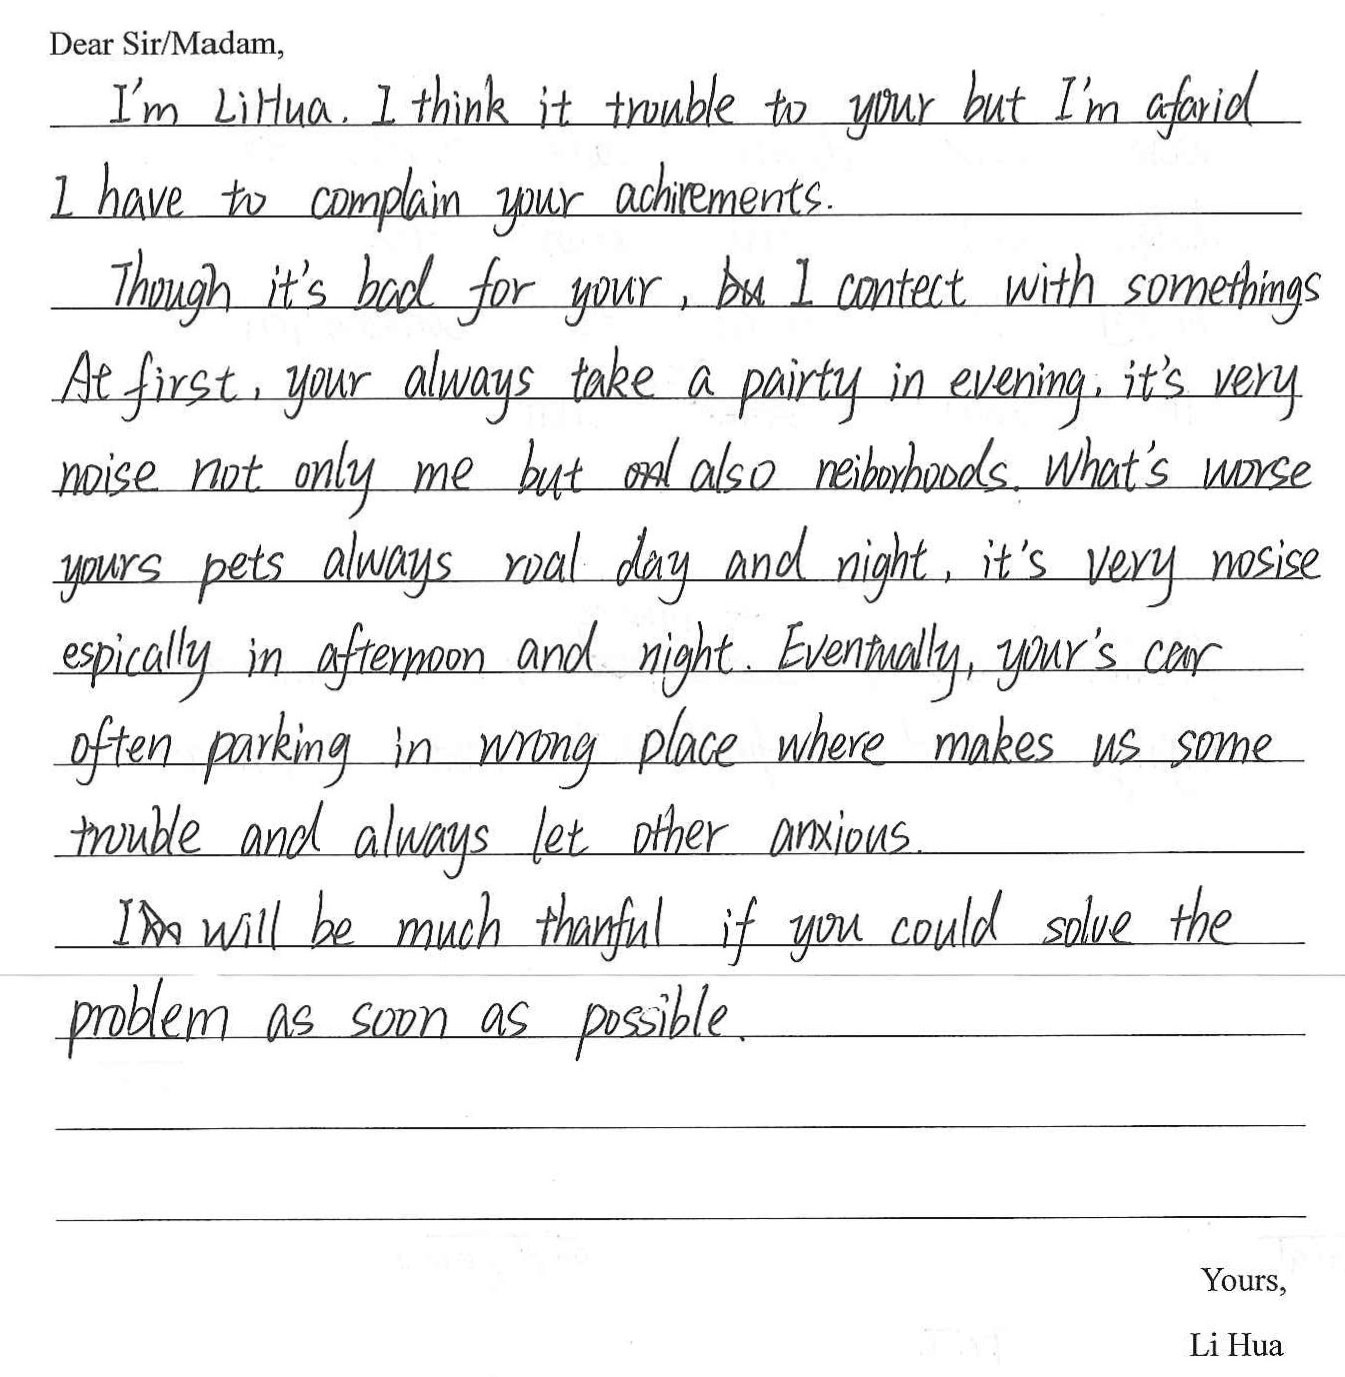 Dear Sir/Madam,
I'm LiHua. I think it trouble to your but I'm afarid
I have to complain your achirements.
Though it's bad for your, I contect with somethings
At first, your always take a pairty in evening, it's very
noise not only me but also neiborhoods. What's worse
yours pets always roal day and night, it's very nosise
espically in afternoon and night. Eventually, your's car
often parking in wrong place where makes us some
trouble and always let other anxious.
I will be much thanful if you could solve the
problem as soon as possible.
Yours,
Li Hua